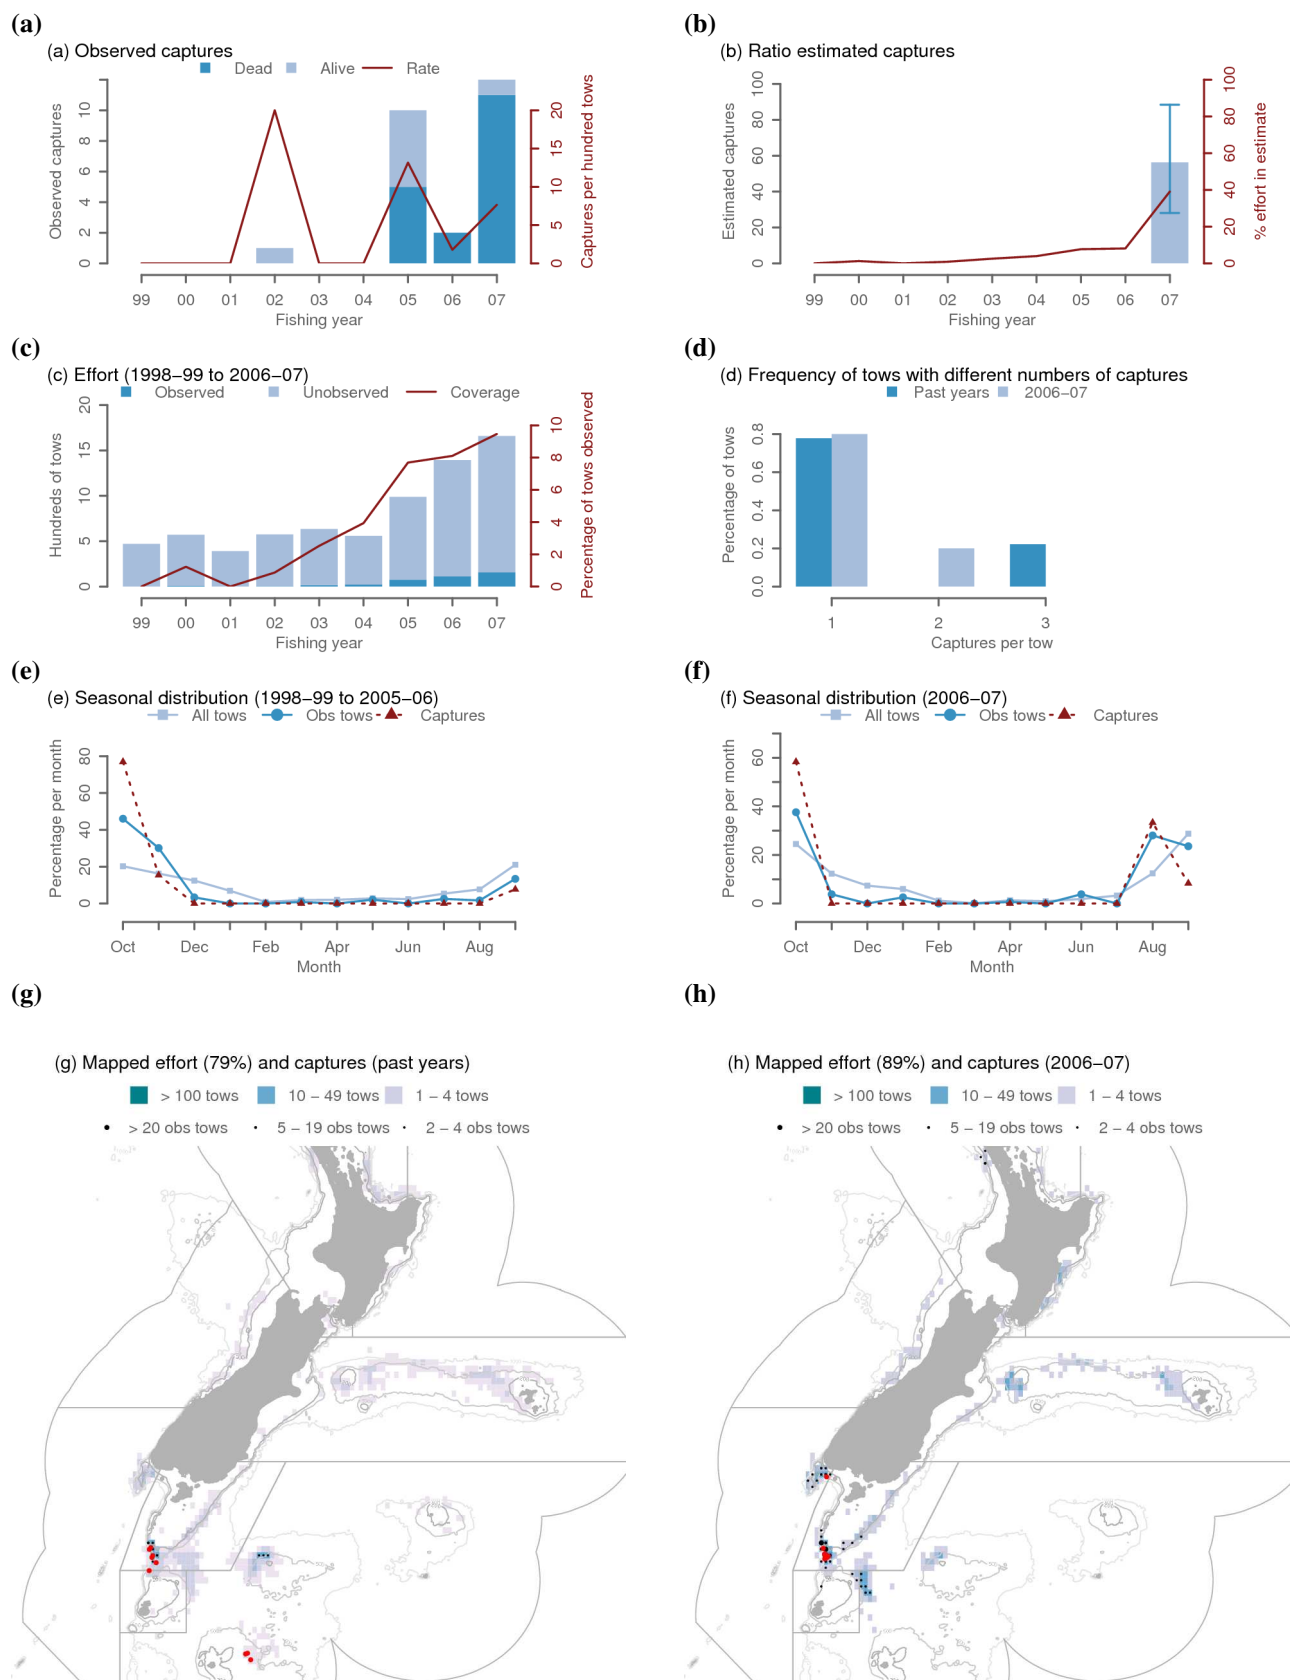 (a)
(a) Observed captures
Dead Alive Rate
Observed captures
0 2 4 6 8 10
Captures per hundred tows
0 5 10 15 20
99 00 01 02 03 04 05 06 07
Fishing year
(b)
(b) Ratio estimated captures
Estimated captures
0 20 40 60 80 100
% effort in estimate
0 20 40 60 80 100
99 00 01 02 03 04 05 06 07
Fishing year
(c)
(c) Effort (1998–99 to 2006–07)
Observed Unobserved Coverage
Hundreds of tows
0 5 10 15 20
Percentage of tows observed
0 2 4 6 8 10
99 00 01 02 03 04 05 06 07
Fishing year
(d)
(d) Frequency of tows with different numbers of captures
Past years 2006–07
Percentage of tows
0.0 0.2 0.4 0.6 0.8
1 2 3
Captures per tow
(e)
(e) Seasonal distribution (1998–99 to 2005–06)
All tows Obs tows Captures
Percentage per month
0 20 40 60 80
Oct Dec Feb Apr Jun Aug
Month
(f)
(f) Seasonal distribution (2006–07)
All tows Obs tows Captures
Percentage per month
0 20 40 60
Oct Dec Feb Apr Jun Aug
Month
(g)
(g) Mapped effort (79%) and captures (past years)
> 100 tows 10 – 49 tows 1 – 4 tows
> 20 obs tows 5 – 19 obs tows 2 – 4 obs tows
(h)
(h) Mapped effort (89%) and captures (2006–07)
> 100 tows 10 – 49 tows 1 – 4 tows
> 20 obs tows 5 – 19 obs tows 2 – 4 obs tows